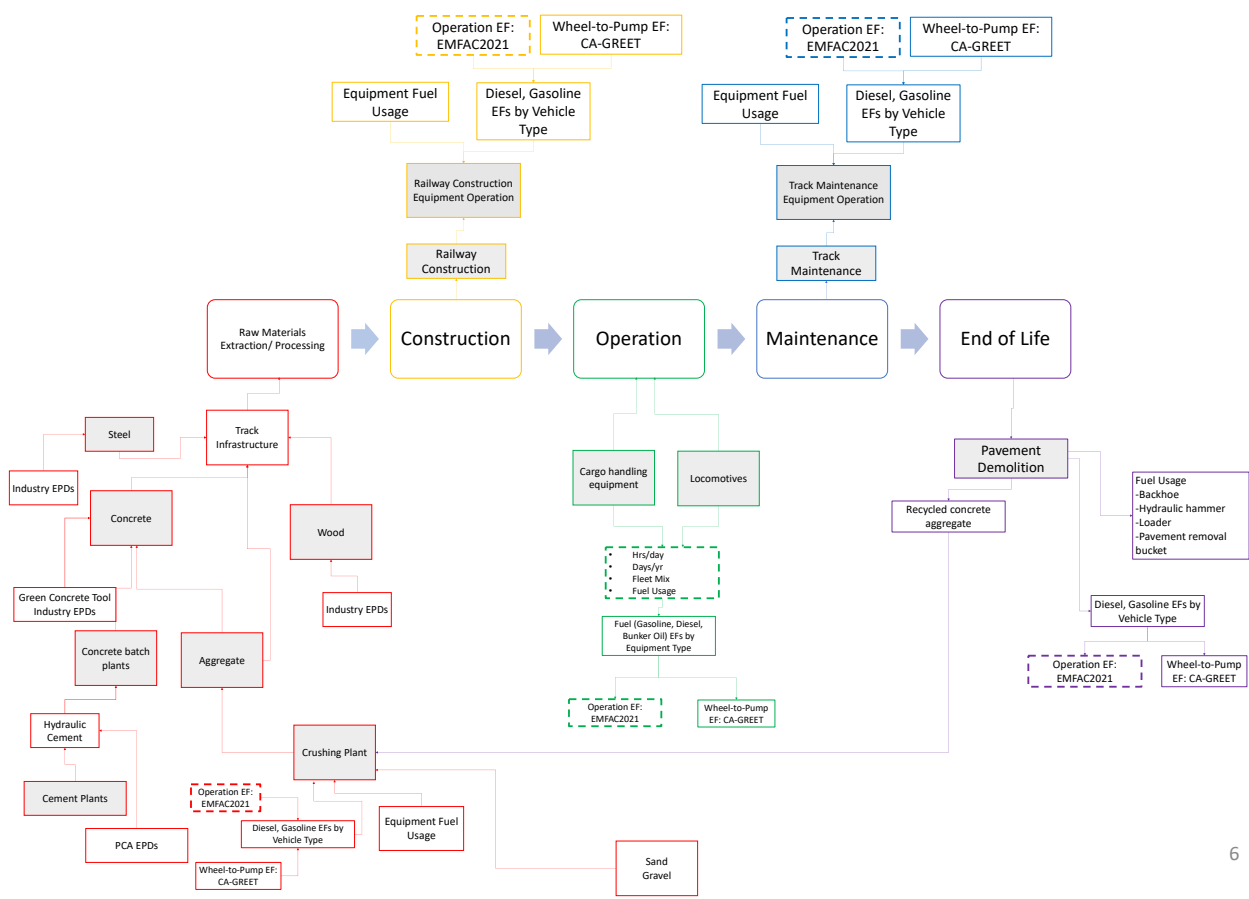 Operation EF:
EMFAC2021
Wheel-to-Pump EF:
CA-GREET
Operation EF:
EMFAC2021
Wheel-to-Pump EF:
CA-GREET
Equipment Fuel
Usage
Diesel, Gasoline
EFs by Vehicle
Type
Equipment Fuel
Usage
Diesel, Gasoline
EFs by Vehicle
Type
Railway Construction
Equipment Operation
Track Maintenance
Equipment Operation
Railway
Construction
Track
Maintenance
Raw Materials
Extraction/ Processing
Construction
Operation
Maintenance
End of Life
Steel
Track
Infrastructure
Industry EPDs
Concrete
Wood
Green Concrete Tool
Industry EPDs
Industry EPDs
Concrete batch
plants
Aggregate
Hydraulic
Cement
Cement Plants
PCA EPDs
Crushing Plant
Operation EF:
EMFAC2021
Diesel, Gasoline EFs by
Vehicle Type
Wheel-to-Pump EF:
CA-GREET
Equipment Fuel
Usage
Sand
Gravel
Cargo handling
equipment
Locomotives
• Hrs/day
• Days/yr
• Fleet Mix
• Fuel Usage
Fuel (Gasoline, Diesel,
Bunker Oil) EFs by
Equipment Type
Operation EF:
EMFAC2021
Wheel-to-Pump
EF: CA-GREET
Pavement
Demolition
Recycled concrete
aggregate
Fuel Usage
-Backhoe
-Hydraulic hammer
-Loader
-Pavement removal
bucket
Diesel, Gasoline EFs by
Vehicle Type
Operation EF:
EMFAC2021
Wheel-to-Pump
EF: CA-GREET
6